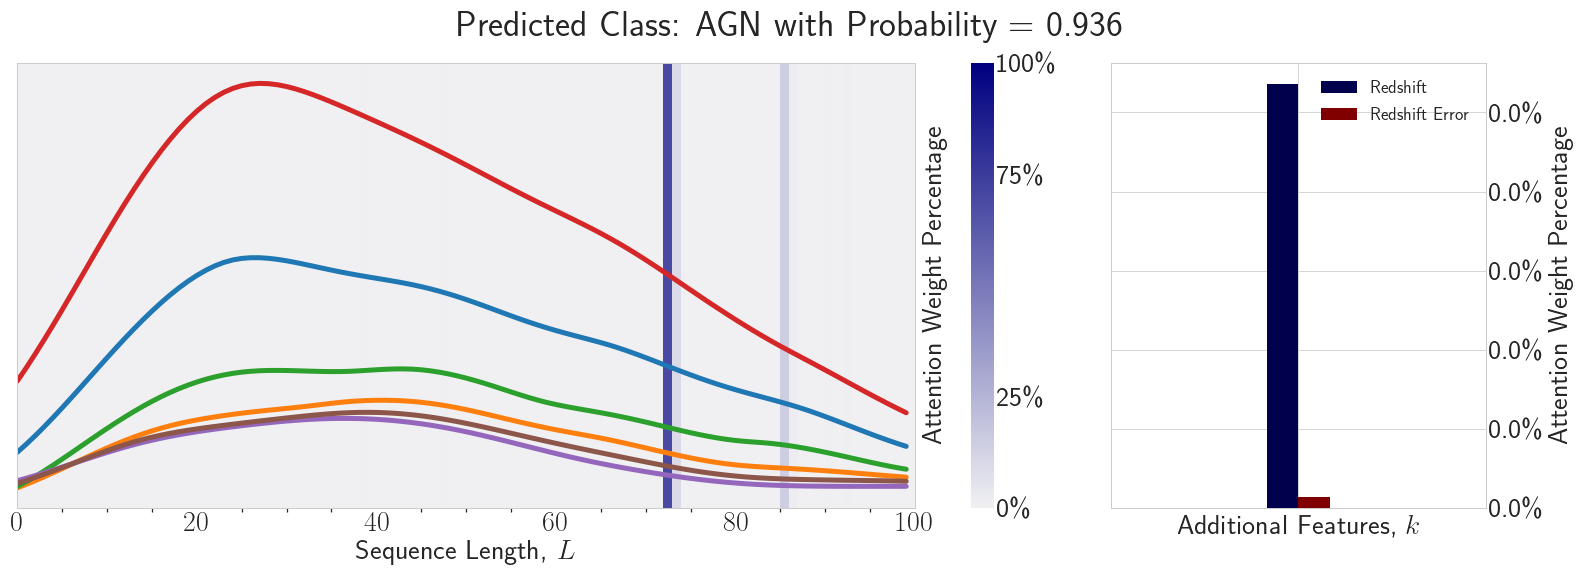 Predicted Class: AGN with Probability = 0.936
0 20 40 60 80 100
Sequence Length, L
100%
75%
25%
0%
Attention Weight Percentage
Redshift
Redshift Error
0.0%
0.0%
0.0%
0.0%
0.0%
0.0%
Attention Weight Percentage
Additional Features, k